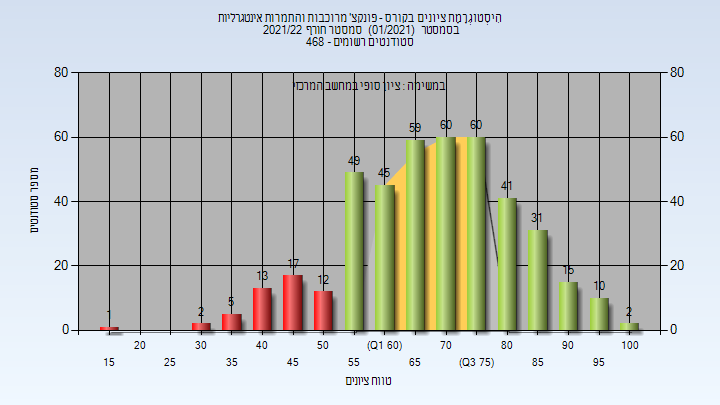 הִיסְטוֹגְרַמַת ציונים בקורס - פונקצ' מרוכבות והתמרות אינטגרליות
בסמסטר (01/2021) סמסטר חורף 2021/22
סטודנטים רשומים - 468
במשימה : ציון סופי במחשב המרכזי
80 80
60 60
40 40
20 20
0 0
מספר סטודנטים
1 2 5 13 17 12 49 45 59 60 60 41 31 15 10 2
20 30 40 50 (Q1 60) 70 80 90 100
15 25 35 45 55 65 (Q3 75) 85 95
טווח ציונים